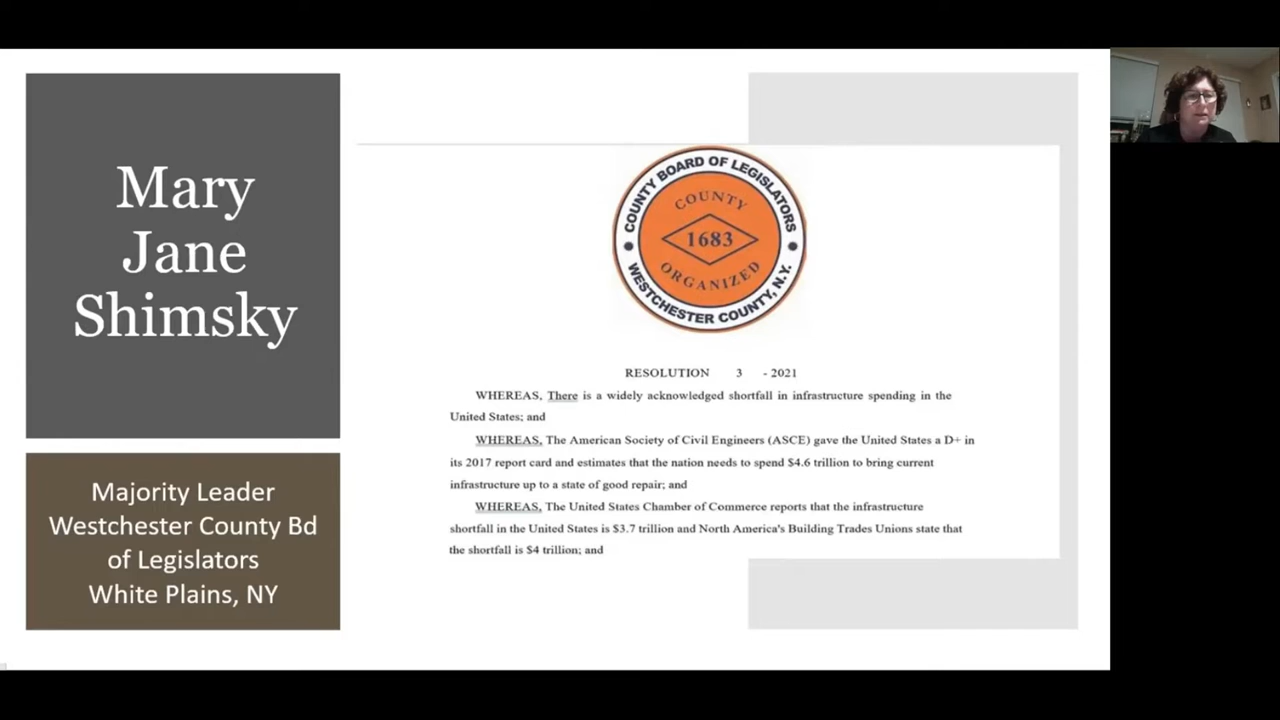 Mary
Jane
Shimsky
Majority Leader
Westchester County Bd
of Legislators
White Plains, NY
COUNTY BOARD OF LEGISLATORS
COUNTY
1683
ORGANIZED
WESTCHESTER COUNTY, N.Y.
RESOLUTION 3 - 2021
WHEREAS, There is a widely acknowledged shortfall in infrastructure spending in the
United States; and
WHEREAS, The American Society of Civil Engineers (ASCE) gave the United States a D+ in
its 2017 report card and estimates that the nation needs to spend $4.6 trillion to bring current
infrastructure up to a state of good repair; and
WHEREAS, The United States Chamber of Commerce reports that the infrastructure
shortfall in the United States is $3.7 trillion and North America's Building Trades Unions state that
the shortfall is $4 trillion; and